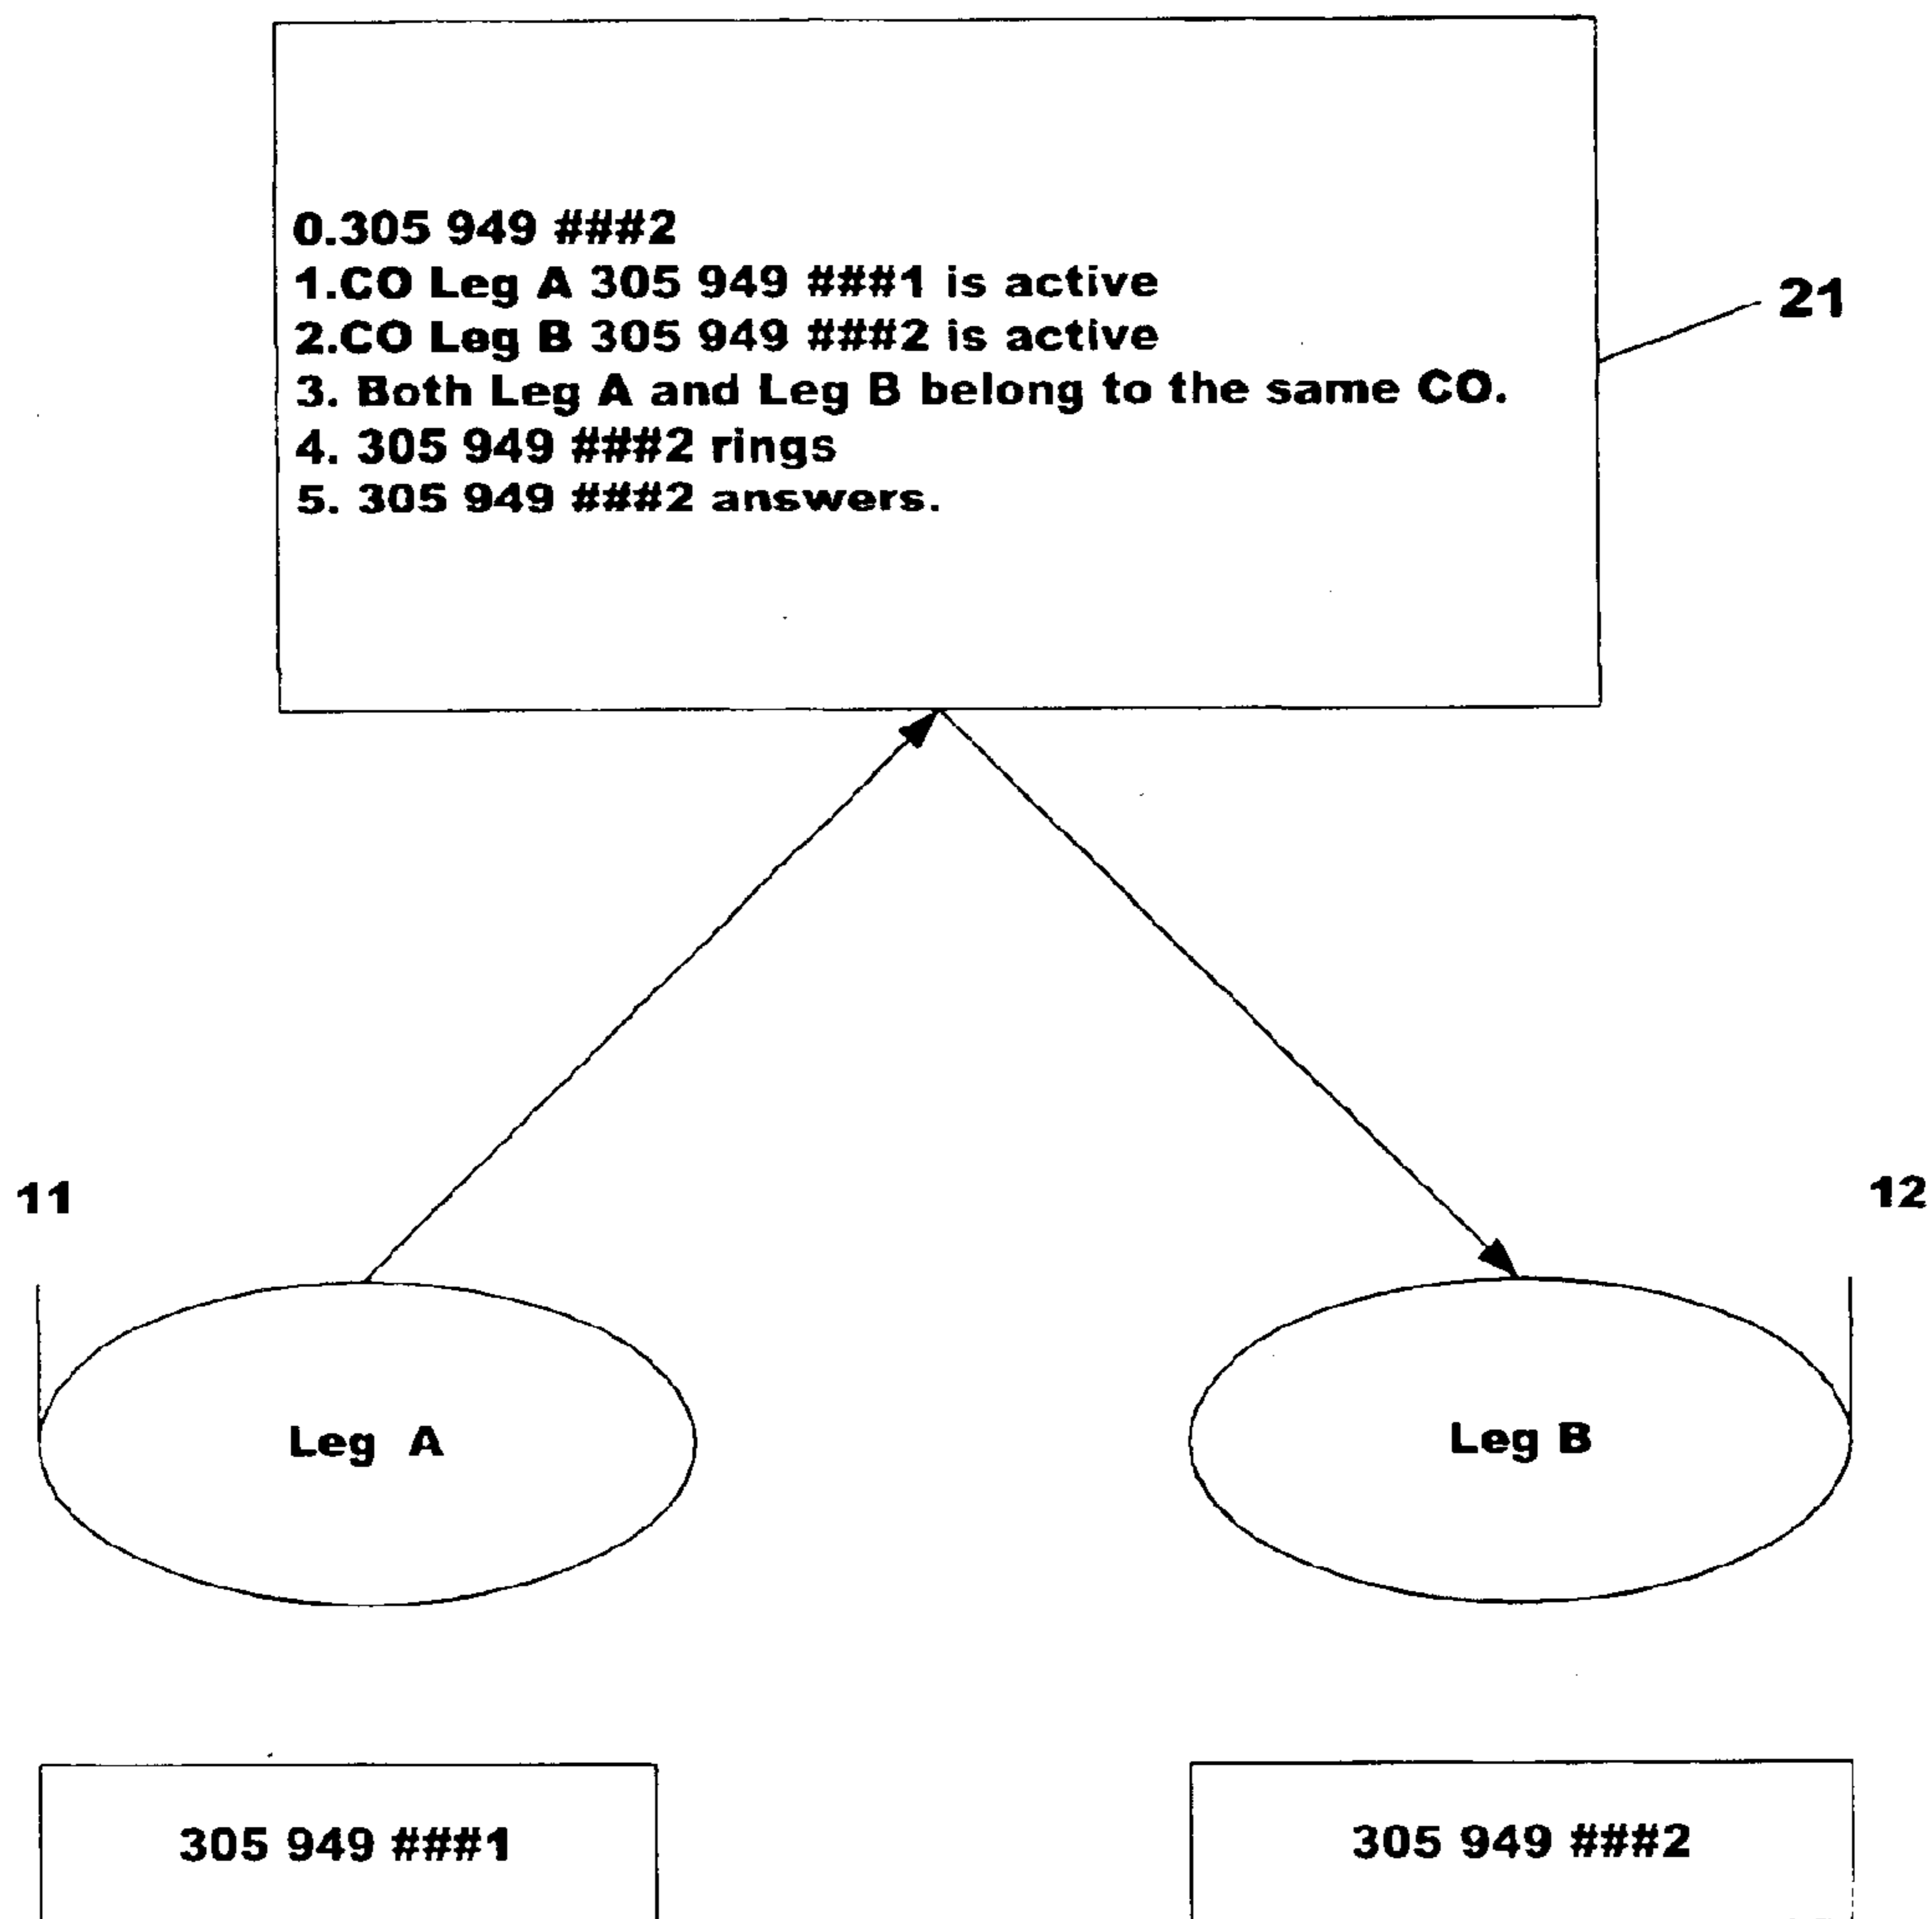 0.305 949 ###2
1.CO Leg A 305 949 ###1 is active
2.CO Leg B 305 949 ###2 is active
3. Both Leg A and Leg B belong to the same CO.
4. 305 949 ###2 rings
5. 305 949 ###2 answers.
21
11
12
Leg A
Leg B
305 949 ###1
305 949 ###2